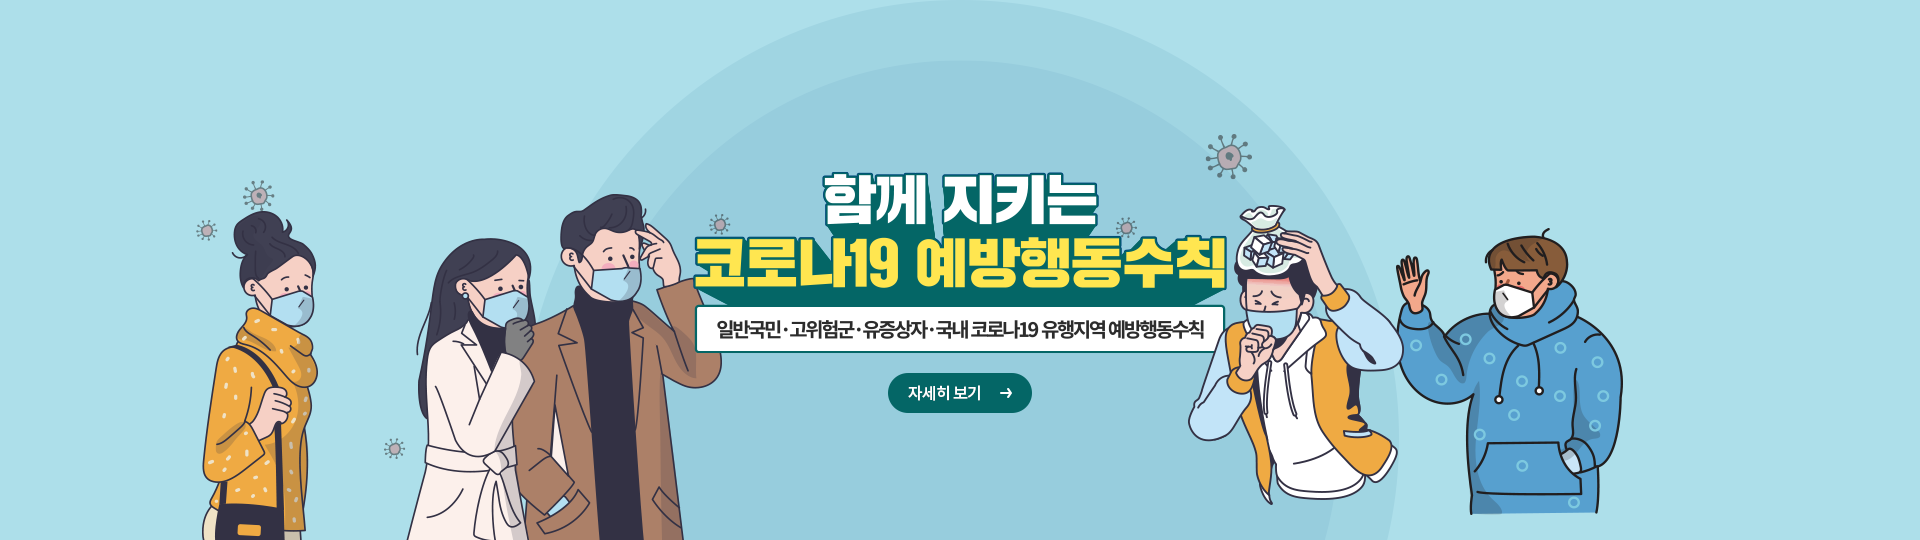 함께 지키는
코로나19 예방행동수칙
일반국민·고위험군·유증상자·국내 코로나19 유행지역 예방행동수칙
자세히 보기 →